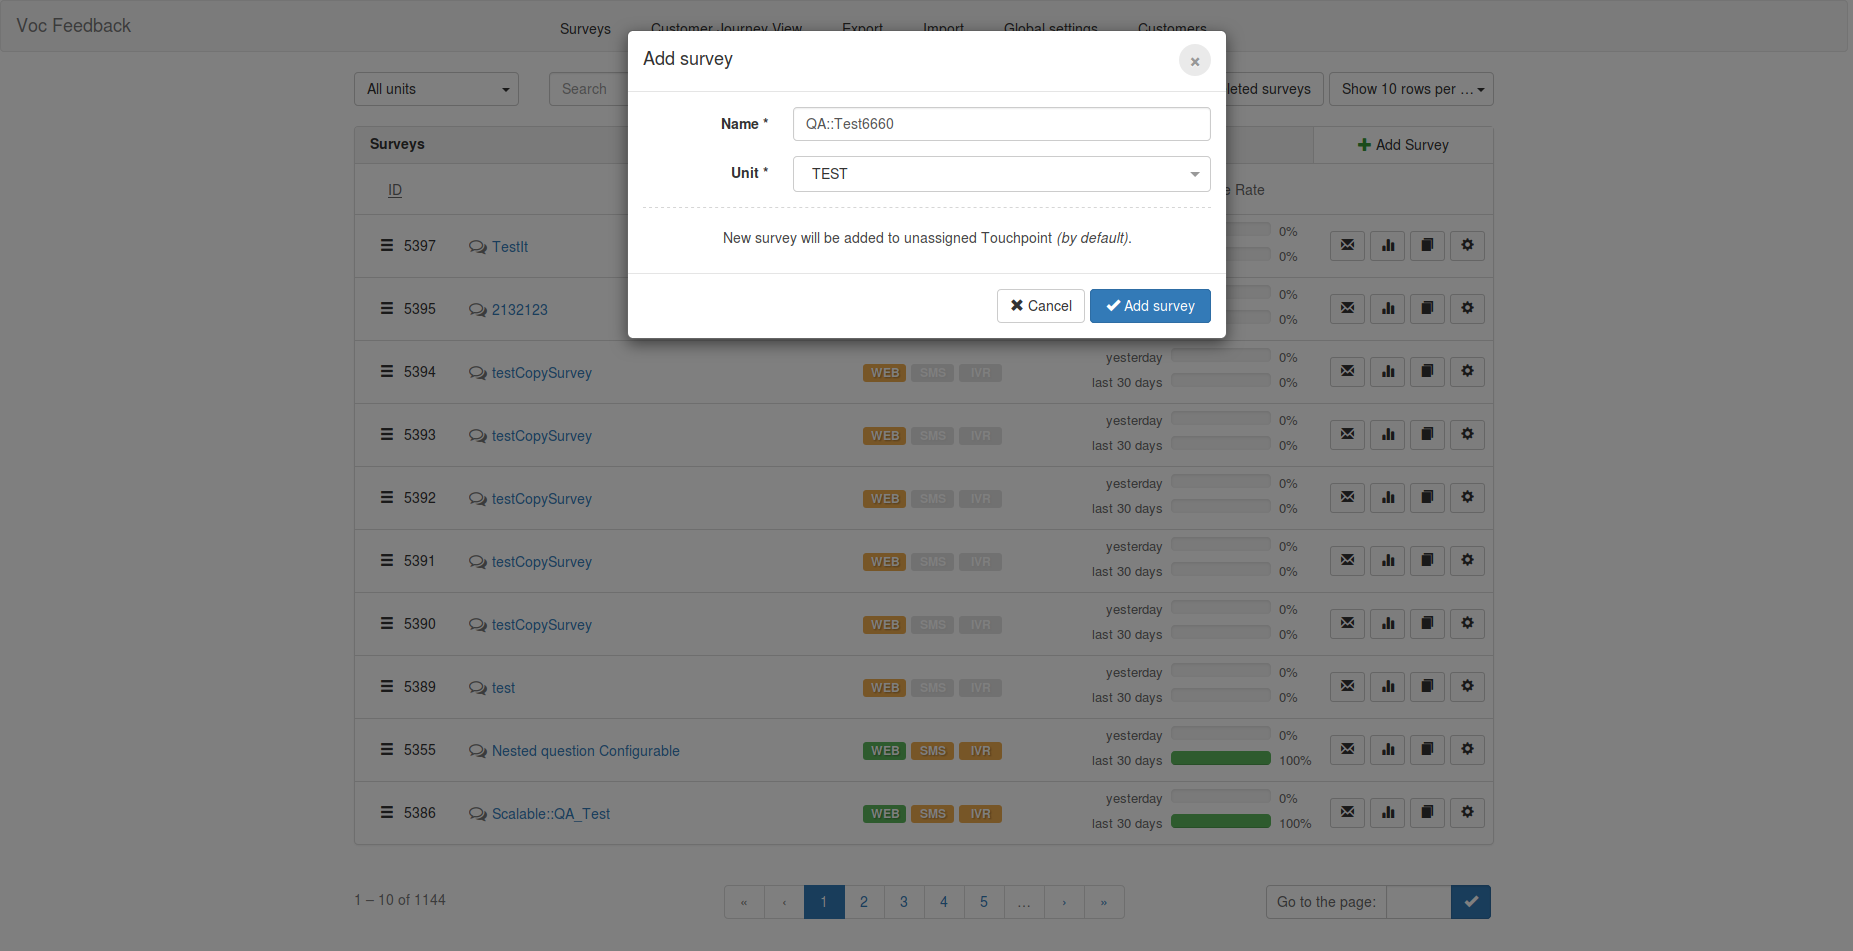 Voc Feedback
Surveys Customer Journey View Export Import Global settings Customers
Add survey ×
All units Search leted surveys Show 10 rows per ...
Name * QA::Test6660
Surveys Add Survey
Unit * TEST
ID e Rate
New survey will be added to unassigned Touchpoint (by default).
5397 TestIt 0%
0%
Cancel Add survey
5395 2132123 0%
0%
5394 testCopySurvey WEB SMS IVR yesterday 0%
last 30 days 0%
5393 testCopySurvey WEB SMS IVR yesterday 0%
last 30 days 0%
5392 testCopySurvey WEB SMS IVR yesterday 0%
last 30 days 0%
5391 testCopySurvey WEB SMS IVR yesterday 0%
last 30 days 0%
5390 testCopySurvey WEB SMS IVR yesterday 0%
last 30 days 0%
5389 test WEB SMS IVR yesterday 0%
last 30 days 0%
5355 Nested question Configurable WEB SMS IVR yesterday 0%
last 30 days 100%
5386 Scalable::QA_Test WEB SMS IVR yesterday 0%
last 30 days 100%
1 – 10 of 1144 « ‹ 1 2 3 4 5 ... › » Go to the page: